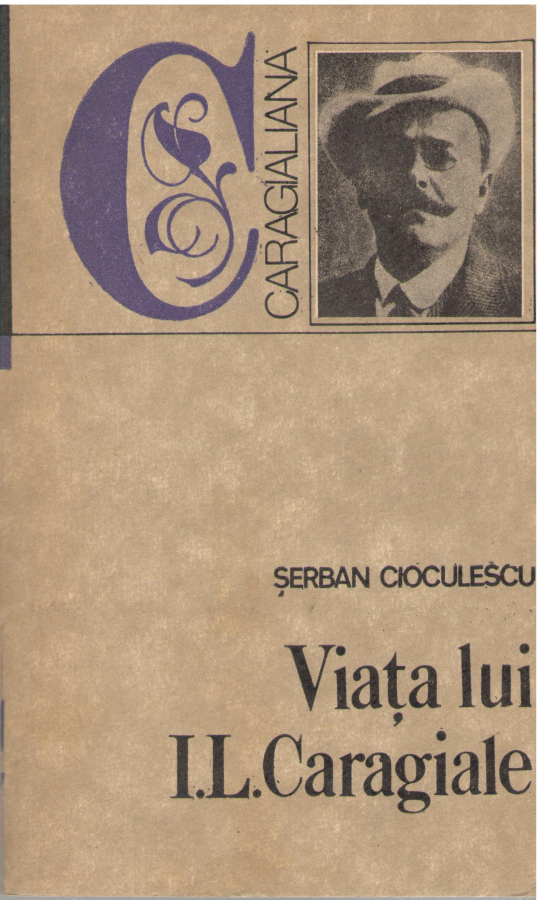 C
CARAGIALIANA
ȘERBAN CIOCULESCU
Viața lui
I.L.Caragiale